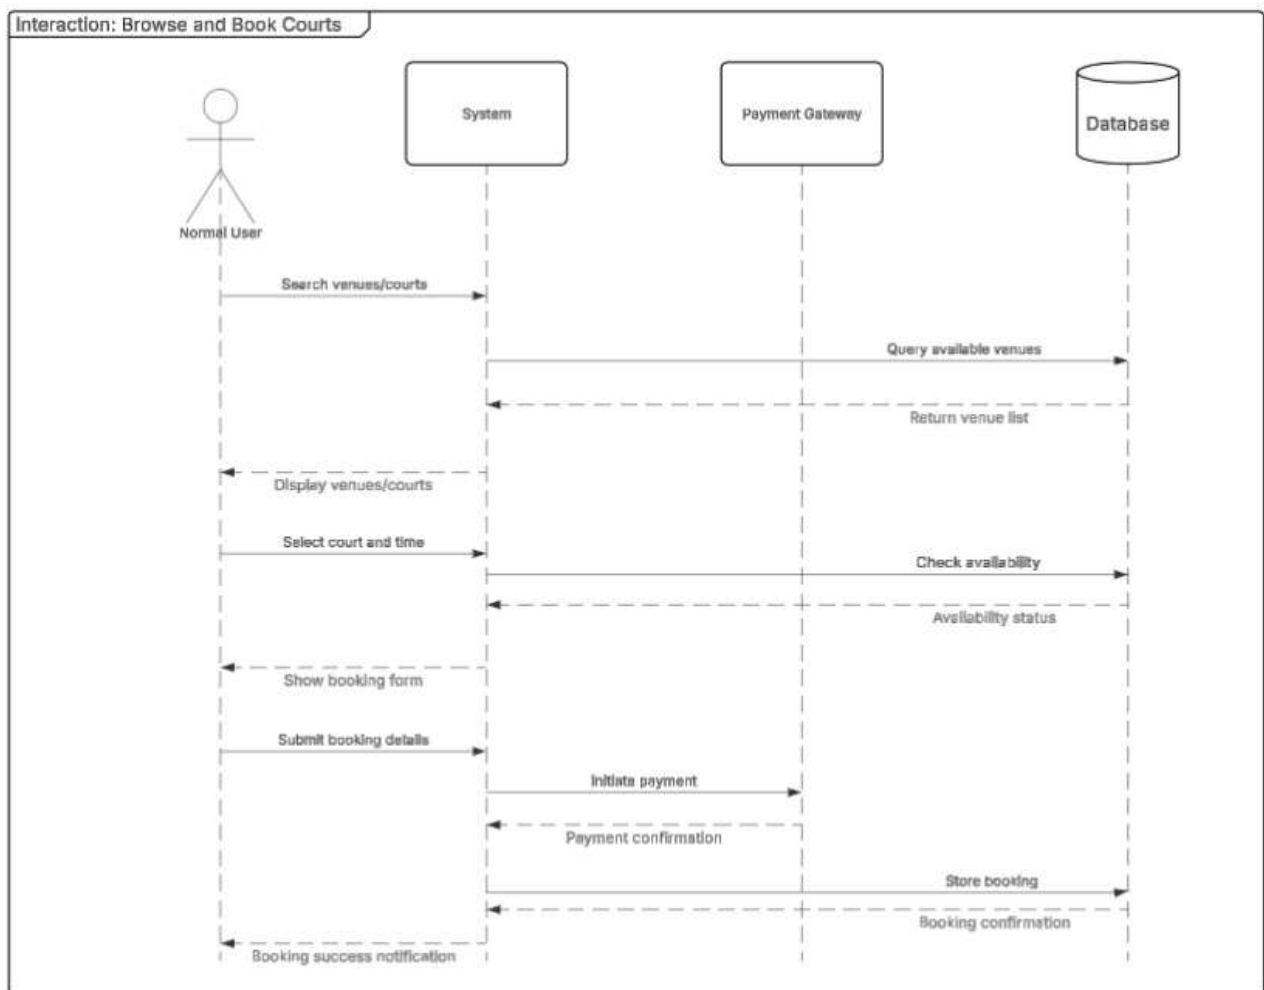 Interaction: Browse and Book Courts
System
Payment Gateway
Database
Normal User
Search venues/courts
Query available venues
Return venue list
Display venues/courts
Select court and time
Check availability
Availability status
Show booking form
Submit booking details
Initiate payment
Payment confirmation
Store booking
Booking confirmation
Booking success notification